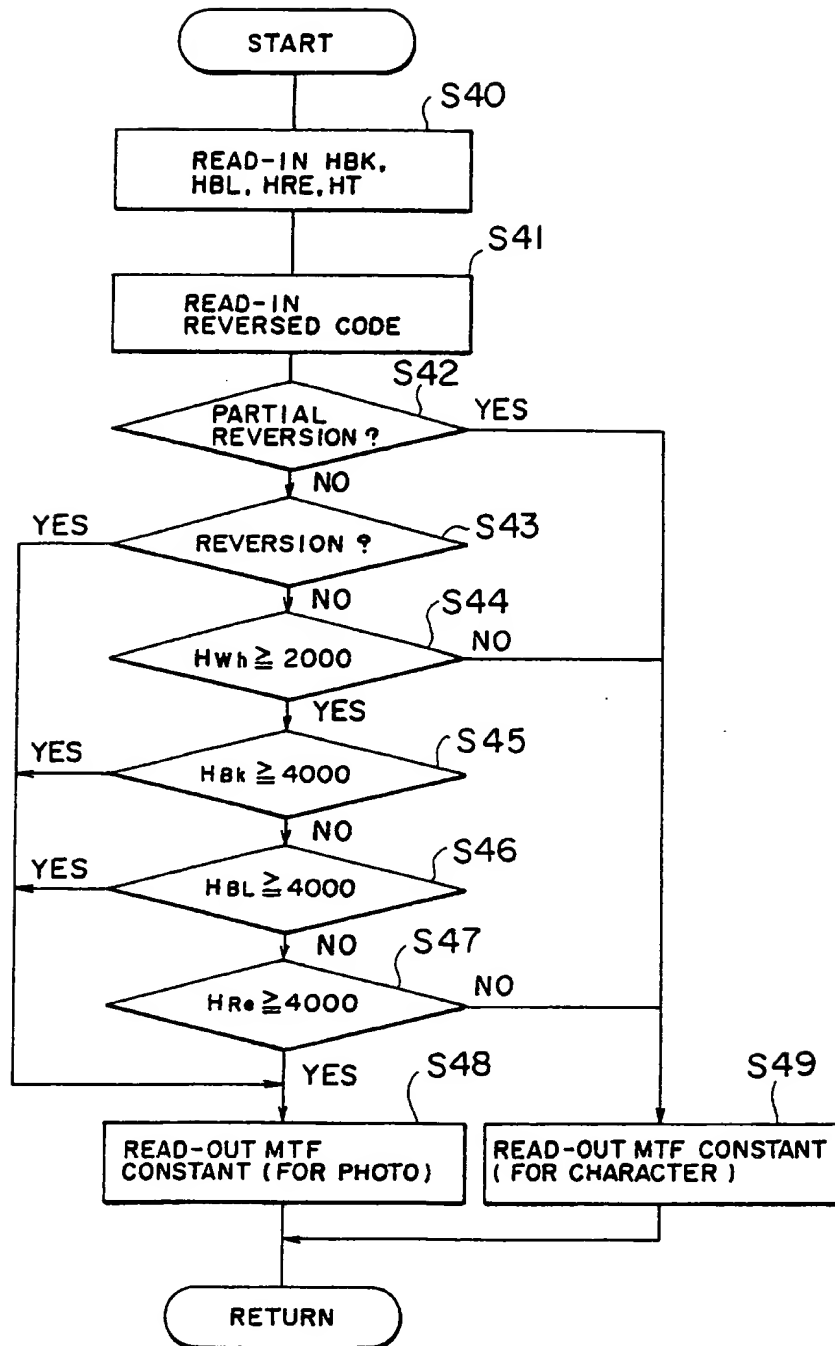 START
S40
READ-IN HBK,
HBL, HRE, HT
S41
READ-IN
REVERSED CODE
S42
PARTIAL
REVERSION ?
YES
NO
YES
REVERSION ?
S43
NO
S44
HWh ≧ 2000
NO
YES
S45
YES
HBk ≧ 4000
NO
S46
YES
HBL ≧ 4000
NO
S47
HRe ≧ 4000
NO
YES
S48
S49
READ-OUT MTF
CONSTANT (FOR PHOTO)
READ-OUT MTF CONSTANT
(FOR CHARACTER)
RETURN